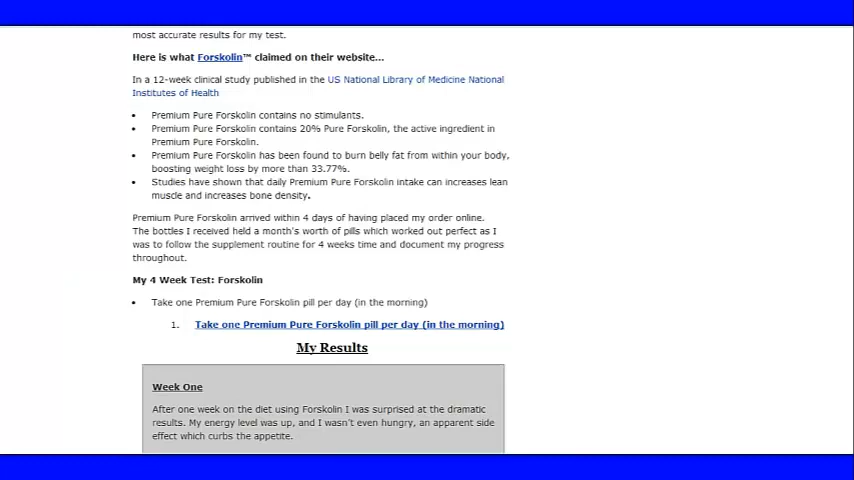 most accurate results for my test.
Here is what Forskolin™ claimed on their website...
In a 12-week clinical study published in the US National Library of Medicine National
Institutes of Health
• Premium Pure Forskolin contains no stimulants.
• Premium Pure Forskolin contains 20% Pure Forskolin, the active ingredient in
Premium Pure Forskolin.
• Premium Pure Forskolin has been found to burn belly fat from within your body,
boosting weight loss by more than 33.77%.
• Studies have shown that daily Premium Pure Forskolin intake can increases lean
muscle and increases bone density.
Premium Pure Forskolin arrived within 4 days of having placed my order online.
The bottles I received held a month's worth of pills which worked out perfect as I
was to follow the supplement routine for 4 weeks time and document my progress
throughout.
My 4 Week Test: Forskolin
• Take one Premium Pure Forskolin pill per day (in the morning)
1. Take one Premium Pure Forskolin pill per day (in the morning)
My Results
Week One
After one week on the diet using Forskolin I was surprised at the dramatic
results. My energy level was up, and I wasn't even hungry, an apparent side
effect which curbs the appetite.